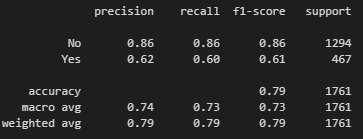 precision recall f1-score support
No 0.86 0.86 0.86 1294
Yes 0.62 0.60 0.61 467
accuracy 0.79 1761
macro avg 0.74 0.73 0.73 1761
weighted avg 0.79 0.79 0.79 1761